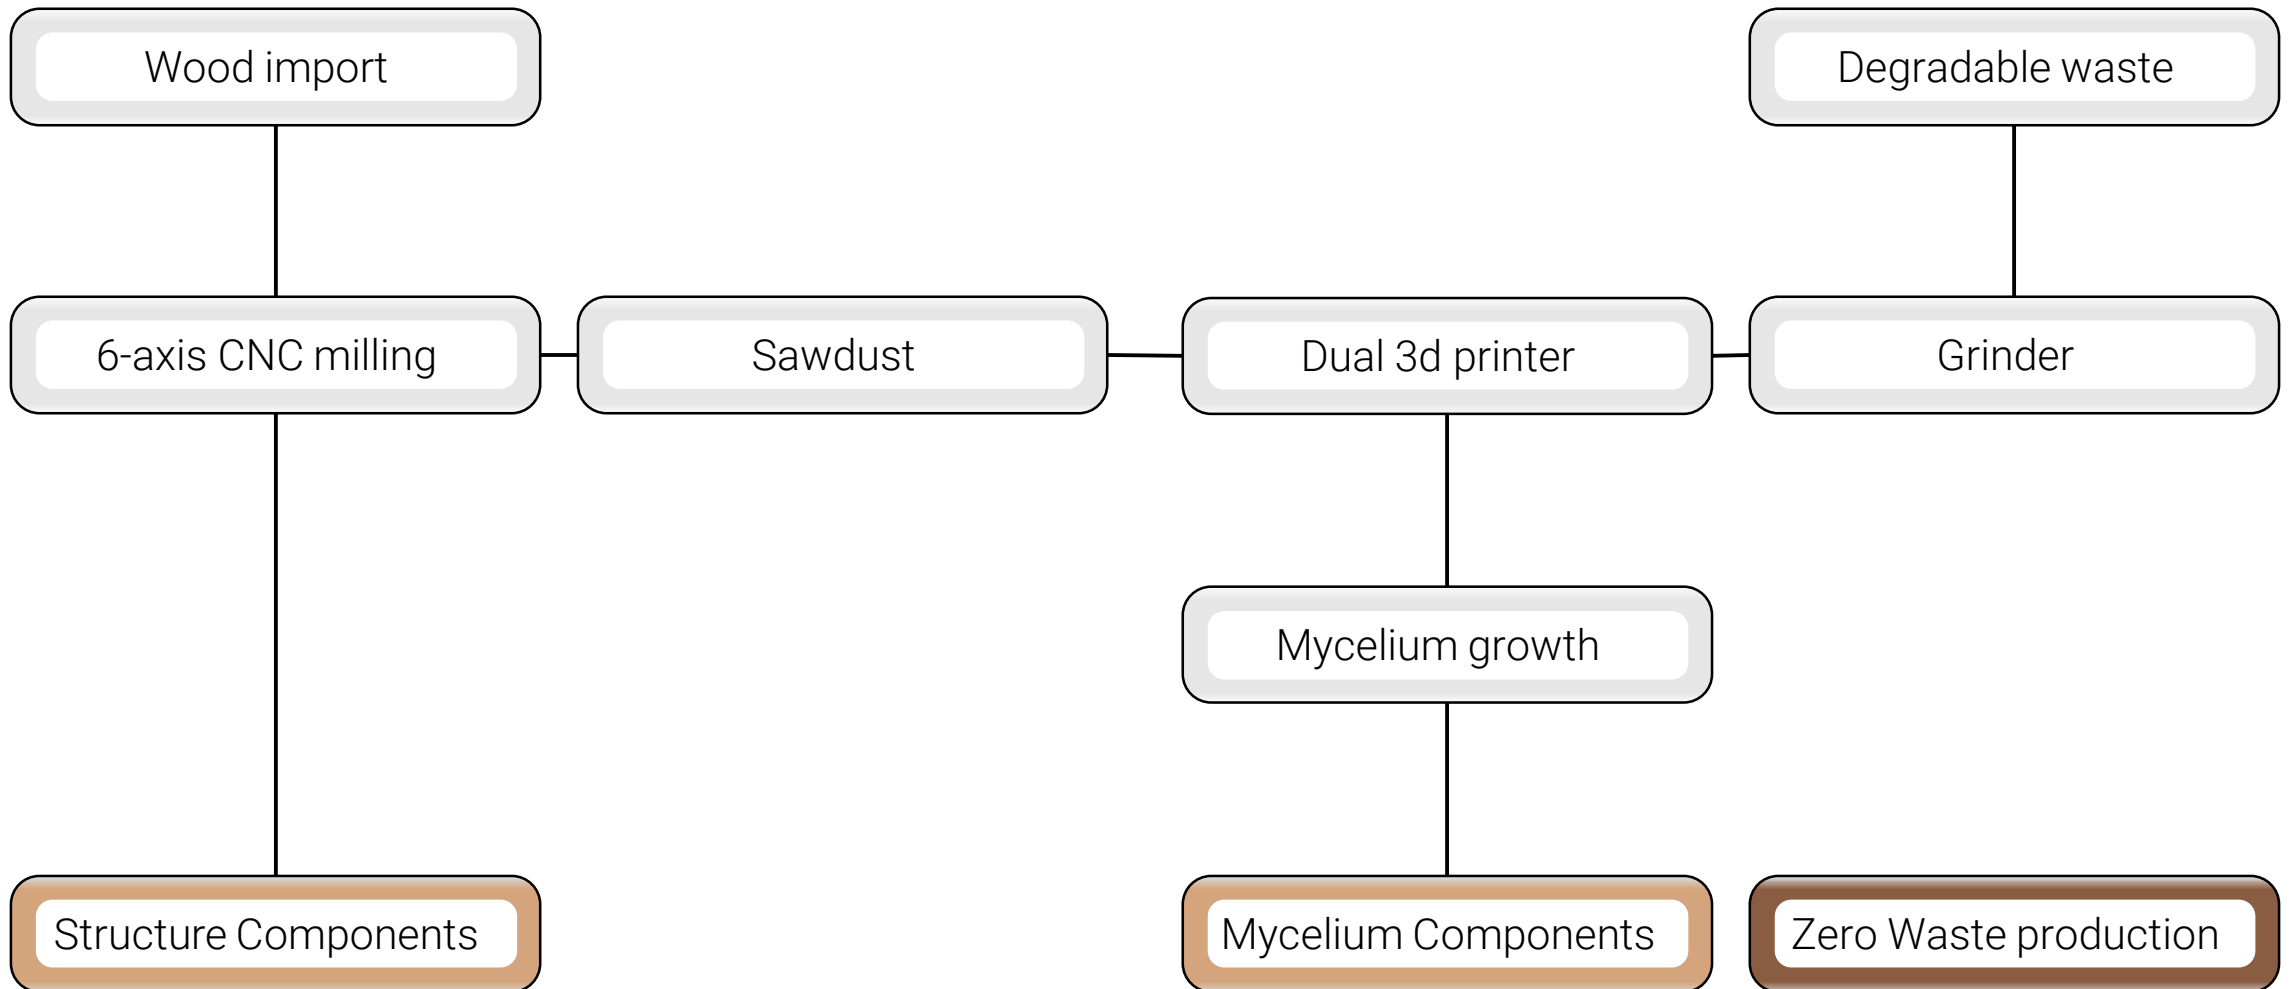 Wood import
Degradable waste
6-axis CNC milling
Sawdust
Dual 3d printer
Grinder
Mycelium growth
Structure Components
Mycelium Components
Zero Waste production